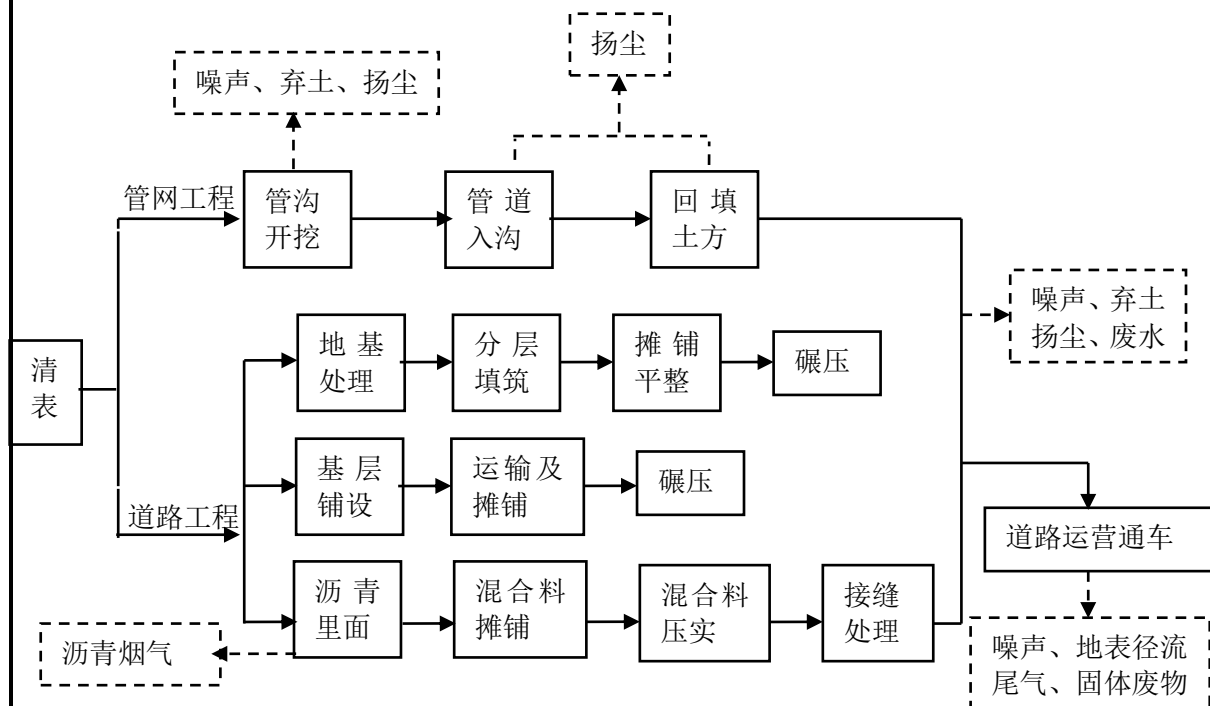 扬尘
噪声、弃土、扬尘
管网工程
管沟
开挖
管 道
入沟
回 填
土方
噪声、弃土
扬尘、废水
清
表
地 基
处理
分 层
填筑
摊 铺
平整
碾压
基 层
铺设
运输及
摊铺
碾压
道路工程
道路运营通车
沥 青
里面
混合料
摊铺
混合料
压实
接缝
处理
沥青烟气
噪声、地表径流
尾气、固体废物